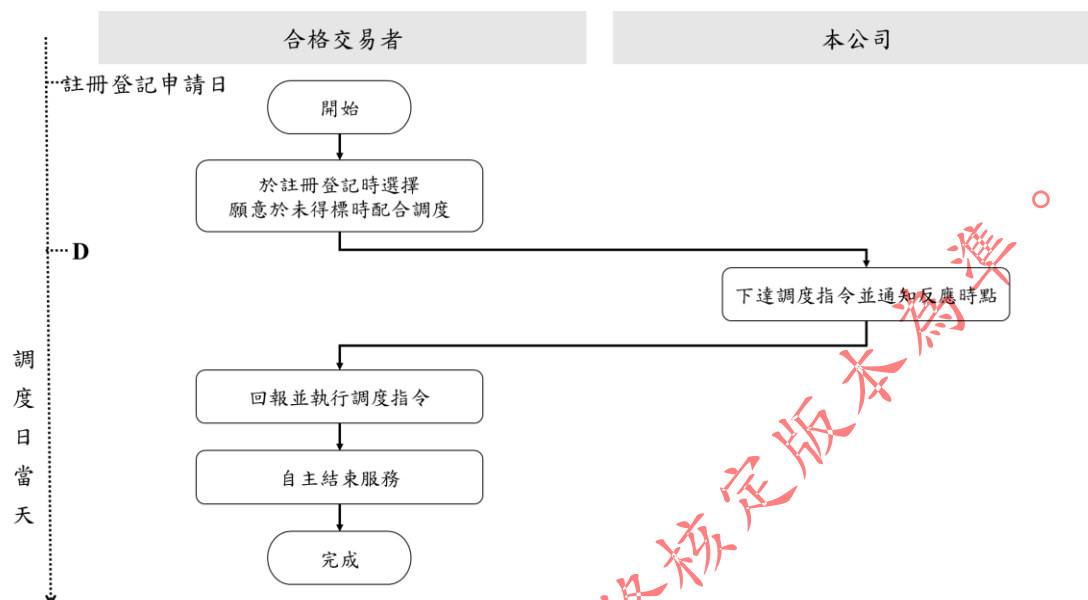 合格交易者
本公司
註冊登記申請日
開始
於註冊登記時選擇
願意於未得標時配合調度
D
下達調度指令並通知反應時點
調度日當天
回報並執行調度指令
自主結束服務
完成
核定版本為準。